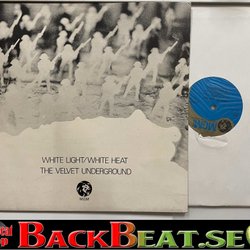 WHITE LIGHT/WHITE HEAT
THE VELVET UNDERGROUND
MGM
BACKBEAT.SE